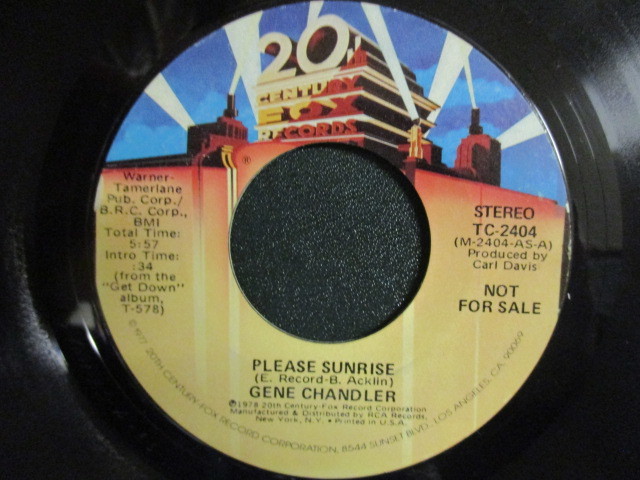 20th
CENTURY
FOX
RECORDS
®
Warner-
Tamerlane
Pub. Corp./
B.R.C. Corp.,
BMI
Total Time:
5:57
Intro Time:
:34
(from the
"Get Down"
album,
T-578)
STEREO
TC-2404
(M-2404-AS-A)
Produced by
Carl Davis
NOT
FOR SALE
PLEASE SUNRISE
(E. Record-B. Acklin)
GENE CHANDLER
℗1978 20th Century-Fox Record Corporation
Manufactured & Distributed by RCA Records,
New York, N.Y. • Printed in U.S.A.
© 1977 20TH CENTURY-FOX RECORD CORPORATION, 8544 SUNSET BLVD., LOS ANGELES, CA 90069